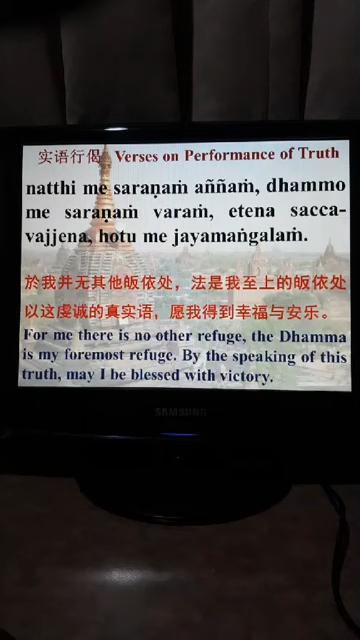 实语行偈 Verses on Performance of Truth
natthi me saraṇaṁ aññaṁ, dhammo
me saraṇaṁ varaṁ, etena sacca-
vajjena, hotu me jayamaṅgalaṁ.
於我并无其他皈依处，法是我至上的皈依处
以这虔诚的真实语，愿我得到幸福与安乐。
For me there is no other refuge, the Dhamma
is my foremost refuge. By the speaking of this
truth, may I be blessed with victory.
SAMSUNG